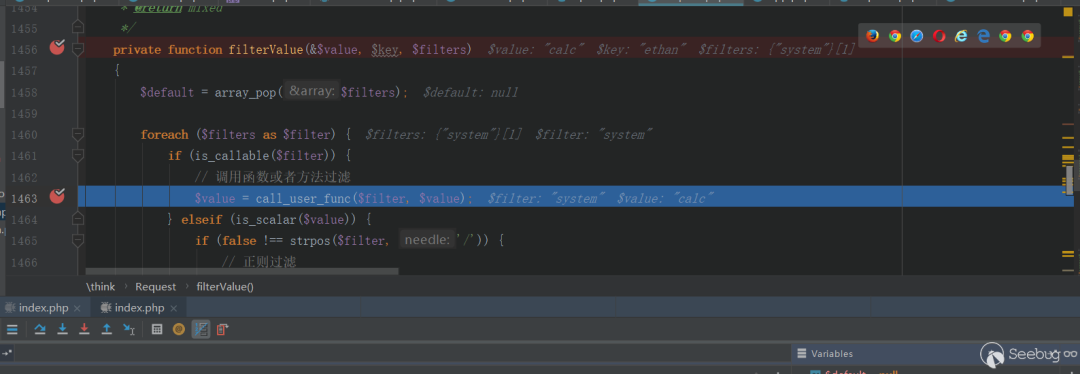 1454 * @return mixed
1455 */
1456 private function filterValue(&$value, $key, $filters) $value: "calc" $key: "ethan" $filters: {"system"}[1]
1457 {
1458 $default = array_pop( &array: $filters); $default: null
1459
1460 foreach ($filters as $filter) { $filters: {"system"}[1] $filter: "system"
1461 if (is_callable($filter)) {
1462 // 调用函数或者方法过滤
1463 $value = call_user_func($filter, $value); $filter: "system" $value: "calc"
1464 } elseif (is_scalar($value)) {
1465 if (false !== strpos($filter, needle: '/')) {
1466 // 正则过滤
\think › Request › filterValue()
index.php × index.php ×
Variables
Seebug
$default = null